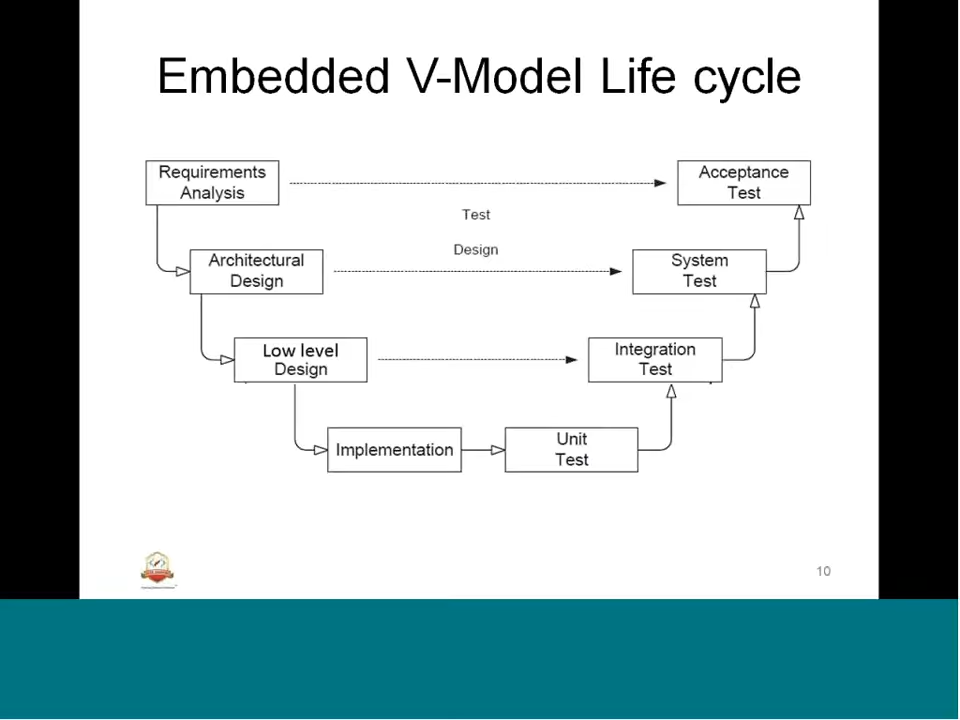 Embedded V-Model Life cycle
Requirements
Analysis
Acceptance
Test
Test
Design
Architectural
Design
System
Test
Low level
Design
Integration
Test
Implementation
Unit
Test
10